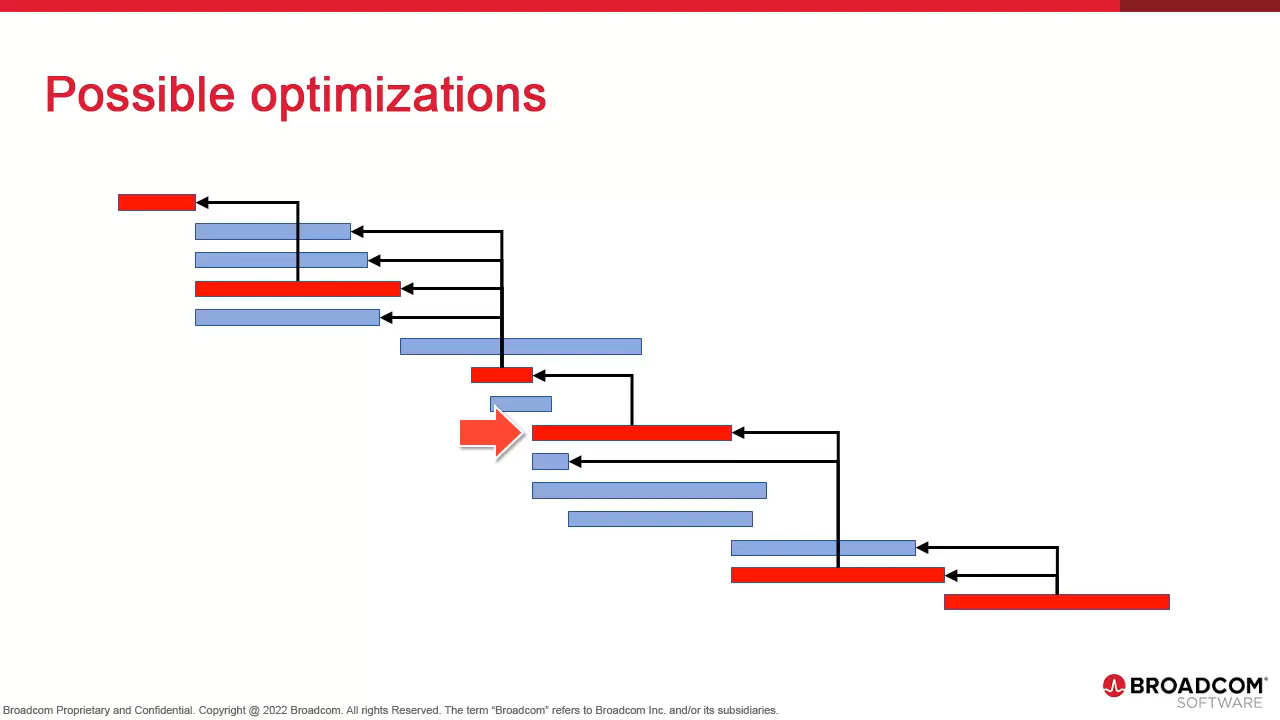 Possible optimizations
BROADCOM®
SOFTWARE
Broadcom Proprietary and Confidential. Copyright @ 2022 Broadcom. All rights Reserved. The term “Broadcom” refers to Broadcom Inc. and/or its subsidiaries.